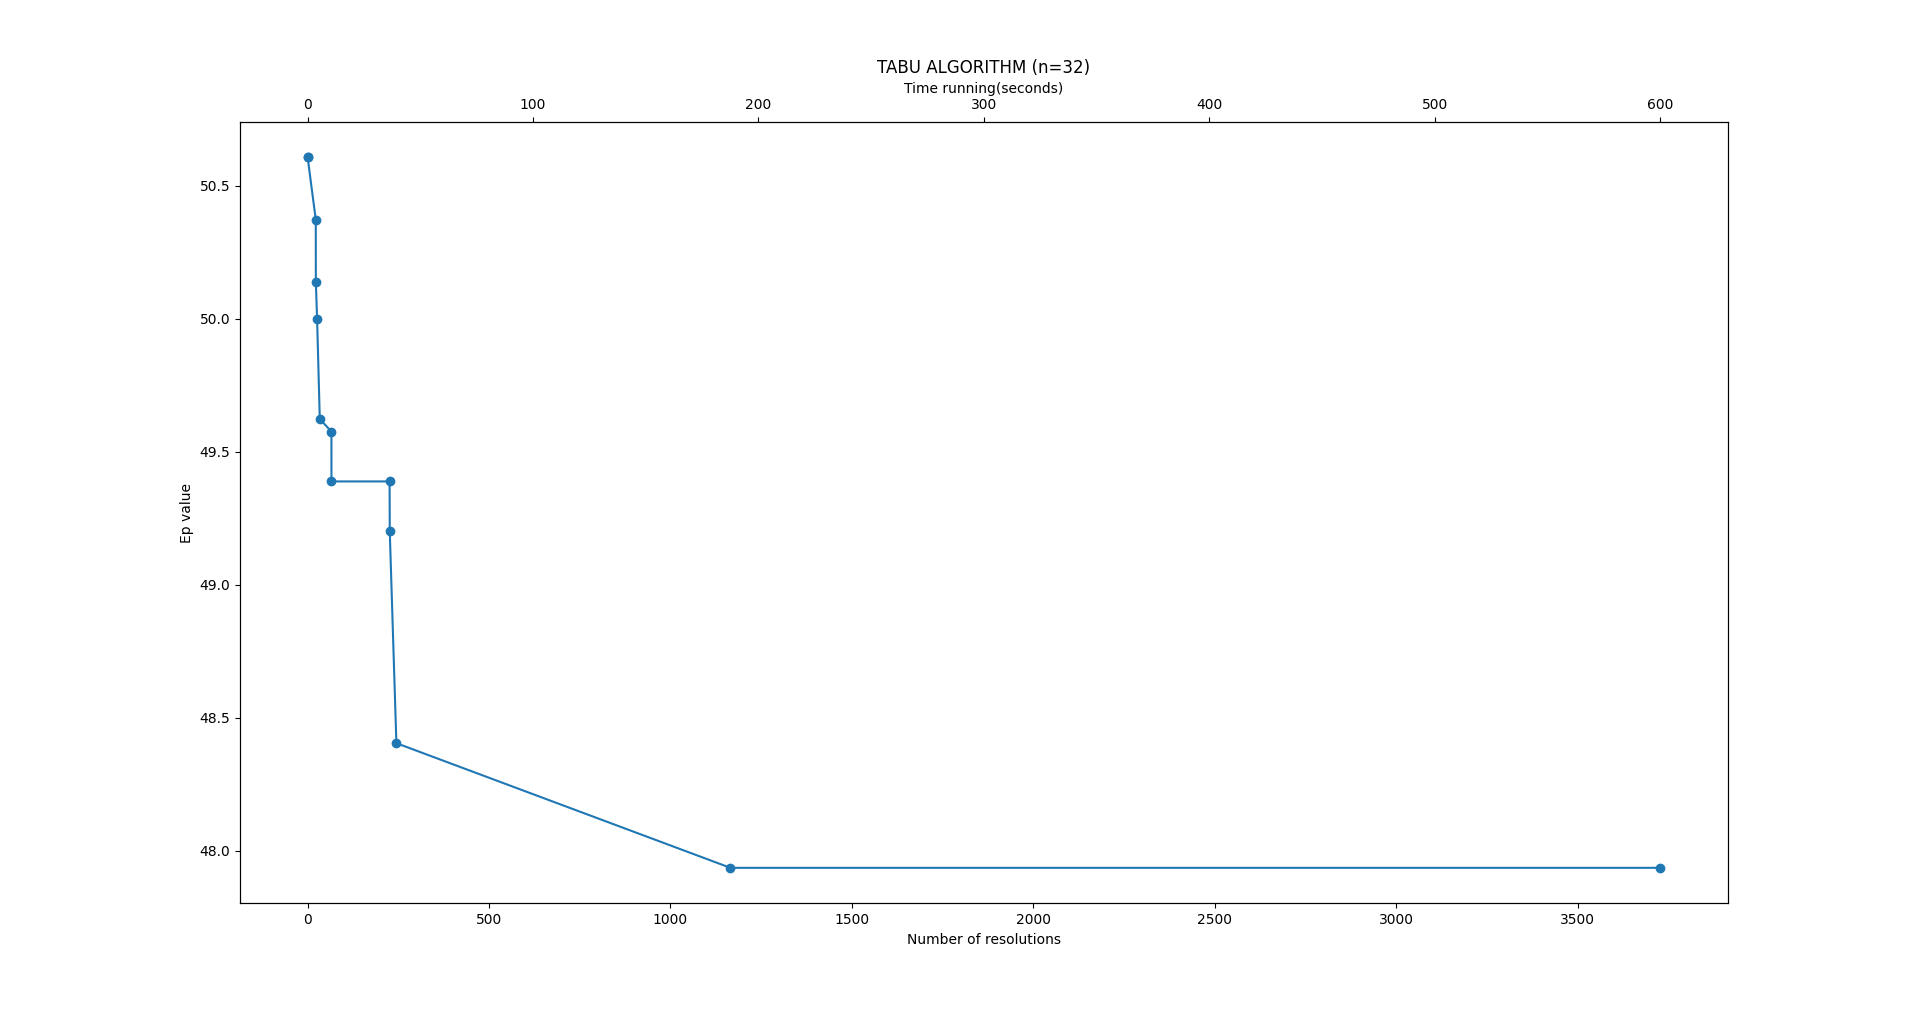 TABU ALGORITHM (n=32)
Time running(seconds)
0 100 200 300 400 500 600
50.5
50.0
49.5
49.0
48.5
48.0
Ep value
0 500 1000 1500 2000 2500 3000 3500
Number of resolutions